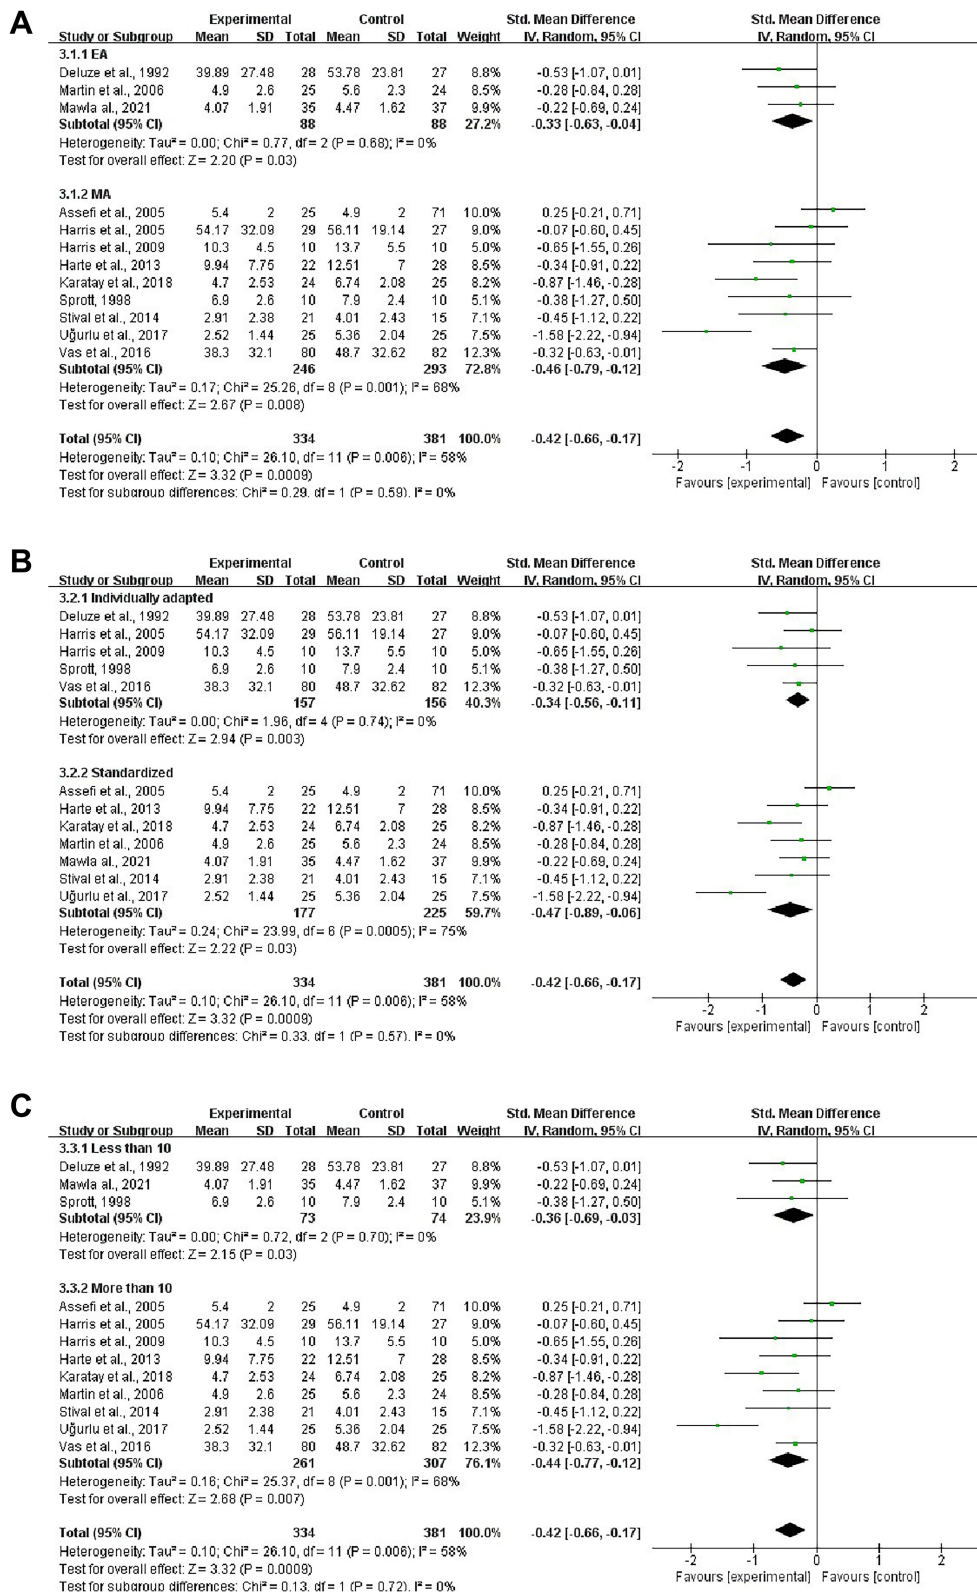 A
Experimental Control Std. Mean Difference Std. Mean Difference
Study or Subgroup Mean SD Total Mean SD Total Weight IV, Random, 95% CI IV, Random, 95% CI
3.1.1 EA
Deluze et al., 1992 39.89 27.48 28 53.78 23.81 27 8.8% -0.53 [-1.07, 0.01]
Martin et al., 2006 4.9 2.6 25 5.6 2.3 24 8.5% -0.28 [-0.84, 0.28]
Mawla al., 2021 4.07 1.91 35 4.47 1.62 37 9.9% -0.22 [-0.69, 0.24]
Subtotal (95% CI) 88 88 27.2% -0.33 [-0.63, -0.04]
Heterogeneity: Tau² = 0.00; Chi² = 0.77, df = 2 (P = 0.68); I² = 0%
Test for overall effect: Z = 2.20 (P = 0.03)
3.1.2 MA
Assefi et al., 2005 5.4 2 25 4.9 2 71 10.0% 0.25 [-0.21, 0.71]
Harris et al., 2005 54.17 32.09 29 56.11 19.14 27 9.0% -0.07 [-0.60, 0.45]
Harris et al., 2009 10.3 4.5 10 13.7 5.5 10 5.0% -0.65 [-1.55, 0.26]
Harte et al., 2013 9.94 7.75 22 12.51 7 28 8.5% -0.34 [-0.91, 0.22]
Karatay et al., 2018 4.7 2.53 24 6.74 2.08 25 8.2% -0.87 [-1.46, -0.28]
Sprott, 1998 6.9 2.6 10 7.9 2.4 10 5.1% -0.38 [-1.27, 0.50]
Stival et al., 2014 2.91 2.38 21 4.01 2.43 15 7.1% -0.45 [-1.12, 0.22]
Uğurlu et al., 2017 2.52 1.44 25 5.36 2.04 25 7.5% -1.58 [-2.22, -0.94]
Vas et al., 2016 38.3 32.1 80 48.7 32.62 82 12.3% -0.32 [-0.63, -0.01]
Subtotal (95% CI) 246 293 72.8% -0.46 [-0.79, -0.12]
Heterogeneity: Tau² = 0.17; Chi² = 25.26, df = 8 (P = 0.001); I² = 68%
Test for overall effect: Z = 2.67 (P = 0.008)
Total (95% CI) 334 381 100.0% -0.42 [-0.66, -0.17]
Heterogeneity: Tau² = 0.10; Chi² = 26.10, df = 11 (P = 0.006); I² = 58%
Test for overall effect: Z = 3.32 (P = 0.0009)
Test for subgroup differences: Chi² = 0.29, df = 1 (P = 0.59), I² = 0%
-2 -1 0 1 2
Favours [experimental] Favours [control]
B
Experimental Control Std. Mean Difference Std. Mean Difference
Study or Subgroup Mean SD Total Mean SD Total Weight IV, Random, 95% CI IV, Random, 95% CI
3.2.1 Individually adapted
Deluze et al., 1992 39.89 27.48 28 53.78 23.81 27 8.8% -0.53 [-1.07, 0.01]
Harris et al., 2005 54.17 32.09 29 56.11 19.14 27 9.0% -0.07 [-0.60, 0.45]
Harris et al., 2009 10.3 4.5 10 13.7 5.5 10 5.0% -0.65 [-1.55, 0.26]
Sprott, 1998 6.9 2.6 10 7.9 2.4 10 5.1% -0.38 [-1.27, 0.50]
Vas et al., 2016 38.3 32.1 80 48.7 32.62 82 12.3% -0.32 [-0.63, -0.01]
Subtotal (95% CI) 157 156 40.3% -0.34 [-0.56, -0.11]
Heterogeneity: Tau² = 0.00; Chi² = 1.96, df = 4 (P = 0.74); I² = 0%
Test for overall effect: Z = 2.94 (P = 0.003)
3.2.2 Standardized
Assefi et al., 2005 5.4 2 25 4.9 2 71 10.0% 0.25 [-0.21, 0.71]
Harte et al., 2013 9.94 7.75 22 12.51 7 28 8.5% -0.34 [-0.91, 0.22]
Karatay et al., 2018 4.7 2.53 24 6.74 2.08 25 8.2% -0.87 [-1.46, -0.28]
Martin et al., 2006 4.9 2.6 25 5.6 2.3 24 8.5% -0.28 [-0.84, 0.28]
Mawla al., 2021 4.07 1.91 35 4.47 1.62 37 9.9% -0.22 [-0.69, 0.24]
Stival et al., 2014 2.91 2.38 21 4.01 2.43 15 7.1% -0.45 [-1.12, 0.22]
Uğurlu et al., 2017 2.52 1.44 25 5.36 2.04 25 7.5% -1.58 [-2.22, -0.94]
Subtotal (95% CI) 177 225 59.7% -0.47 [-0.89, -0.06]
Heterogeneity: Tau² = 0.24; Chi² = 23.99, df = 6 (P = 0.0005); I² = 75%
Test for overall effect: Z = 2.22 (P = 0.03)
Total (95% CI) 334 381 100.0% -0.42 [-0.66, -0.17]
Heterogeneity: Tau² = 0.10; Chi² = 26.10, df = 11 (P = 0.006); I² = 58%
Test for overall effect: Z = 3.32 (P = 0.0009)
Test for subgroup differences: Chi² = 0.33, df = 1 (P = 0.57), I² = 0%
-2 -1 0 1 2
Favours [experimental] Favours [control]
C
Experimental Control Std. Mean Difference Std. Mean Difference
Study or Subgroup Mean SD Total Mean SD Total Weight IV, Random, 95% CI IV, Random, 95% CI
3.3.1 Less than 10
Deluze et al., 1992 39.89 27.48 28 53.78 23.81 27 8.8% -0.53 [-1.07, 0.01]
Mawla al., 2021 4.07 1.91 35 4.47 1.62 37 9.9% -0.22 [-0.69, 0.24]
Sprott, 1998 6.9 2.6 10 7.9 2.4 10 5.1% -0.38 [-1.27, 0.50]
Subtotal (95% CI) 73 74 23.9% -0.36 [-0.69, -0.03]
Heterogeneity: Tau² = 0.00; Chi² = 0.72, df = 2 (P = 0.70); I² = 0%
Test for overall effect: Z = 2.15 (P = 0.03)
3.3.2 More than 10
Assefi et al., 2005 5.4 2 25 4.9 2 71 10.0% 0.25 [-0.21, 0.71]
Harris et al., 2005 54.17 32.09 29 56.11 19.14 27 9.0% -0.07 [-0.60, 0.45]
Harris et al., 2009 10.3 4.5 10 13.7 5.5 10 5.0% -0.65 [-1.55, 0.26]
Harte et al., 2013 9.94 7.75 22 12.51 7 28 8.5% -0.34 [-0.91, 0.22]
Karatay et al., 2018 4.7 2.53 24 6.74 2.08 25 8.2% -0.87 [-1.46, -0.28]
Martin et al., 2006 4.9 2.6 25 5.6 2.3 24 8.5% -0.28 [-0.84, 0.28]
Stival et al., 2014 2.91 2.38 21 4.01 2.43 15 7.1% -0.45 [-1.12, 0.22]
Uğurlu et al., 2017 2.52 1.44 25 5.36 2.04 25 7.5% -1.58 [-2.22, -0.94]
Vas et al., 2016 38.3 32.1 80 48.7 32.62 82 12.3% -0.32 [-0.63, -0.01]
Subtotal (95% CI) 261 307 76.1% -0.44 [-0.77, -0.12]
Heterogeneity: Tau² = 0.16; Chi² = 25.37, df = 8 (P = 0.001); I² = 68%
Test for overall effect: Z = 2.68 (P = 0.007)
Total (95% CI) 334 381 100.0% -0.42 [-0.66, -0.17]
Heterogeneity: Tau² = 0.10; Chi² = 26.10, df = 11 (P = 0.006); I² = 58%
Test for overall effect: Z = 3.32 (P = 0.0009)
Test for subgroup differences: Chi² = 0.13, df = 1 (P = 0.72), I² = 0%
-2 -1 0 1 2
Favours [experimental] Favours [control]